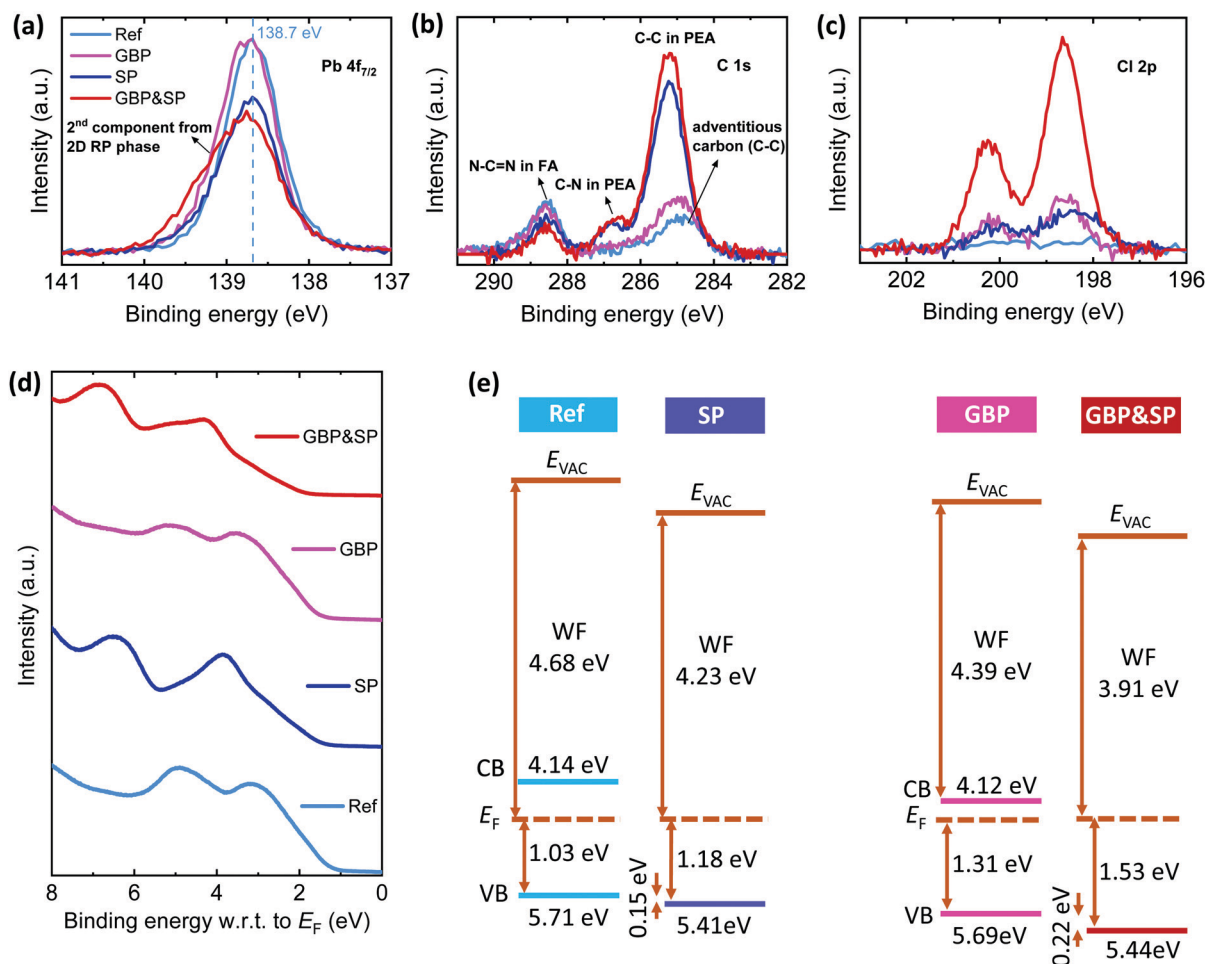 (a)
Ref
GBP
SP
GBP&SP
138.7 eV
Pb 4f7/2
2nd component from
2D RP phase
Intensity (a.u.)
141 140 139 138 137
Binding energy (eV)
(b)
C-C in PEA
C 1s
adventitious
carbon (C-C)
N-C=N in FA
C-N in PEA
Intensity (a.u.)
290 288 286 284 282
Binding energy (eV)
(c)
Cl 2p
Intensity (a.u.)
202 200 198 196
Binding energy (eV)
(d)
GBP&SP
GBP
SP
Ref
Intensity (a.u.)
8 6 4 2 0
Binding energy w.r.t. to EF (eV)
(e)
Ref
SP
GBP
GBP&SP
EVAC
EVAC
EVAC
EVAC
WF
4.68 eV
WF
4.23 eV
WF
4.39 eV
WF
3.91 eV
CB
4.14 eV
CB
4.12 eV
EF
EF
1.03 eV
1.18 eV
1.31 eV
1.53 eV
VB
5.71 eV
0.15 eV
5.41eV
VB
5.69eV
0.22 eV
5.44eV